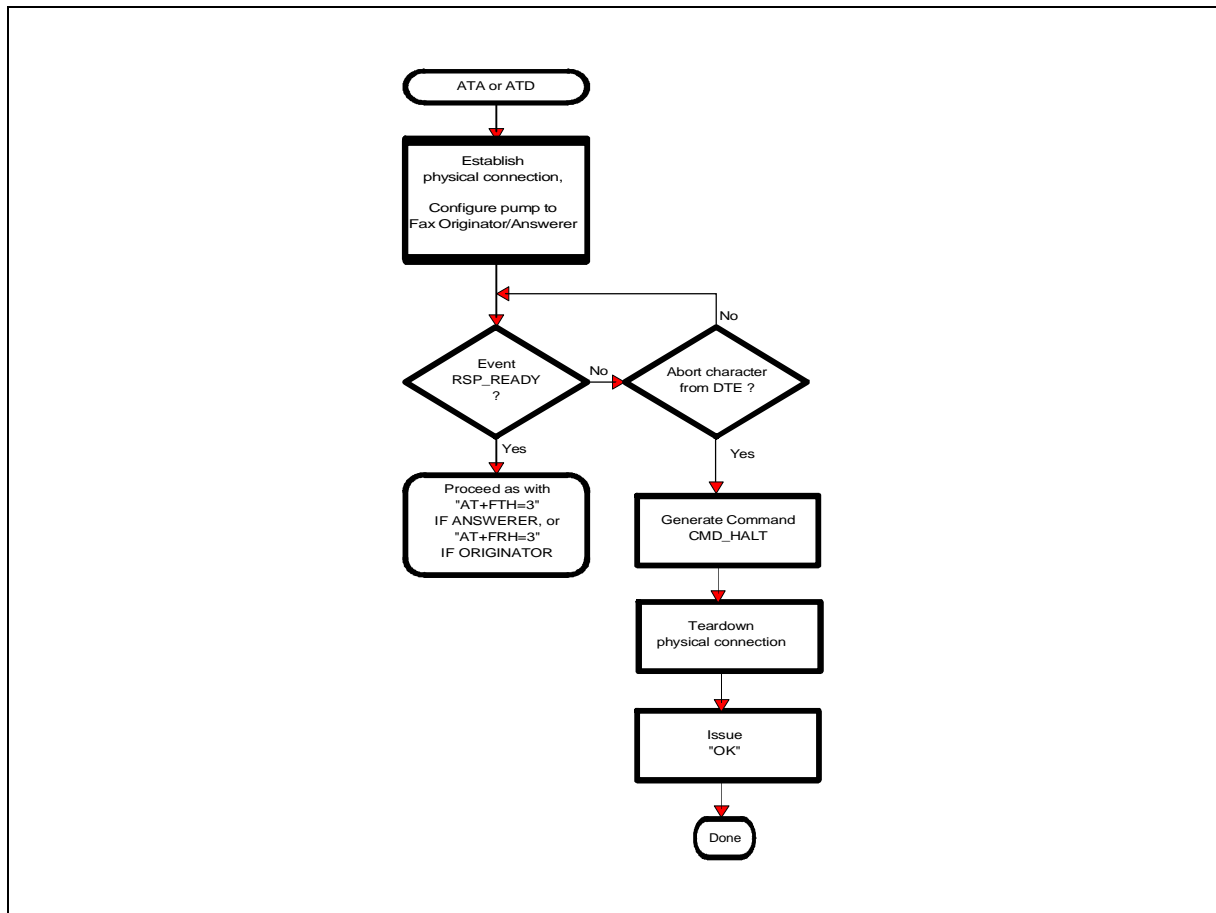 ATA or ATD
Establish
physical connection,
Configure pump to
Fax Originator/Answerer
No
Event
RSP_READY
?
No
Abort character
from DTE ?
Yes
Yes
Proceed as with
"AT+FTH=3"
IF ANSWERER, or
"AT+FRH=3"
IF ORIGINATOR
Generate Command
CMD_HALT
Teardown
physical connection
Issue
"OK"
Done